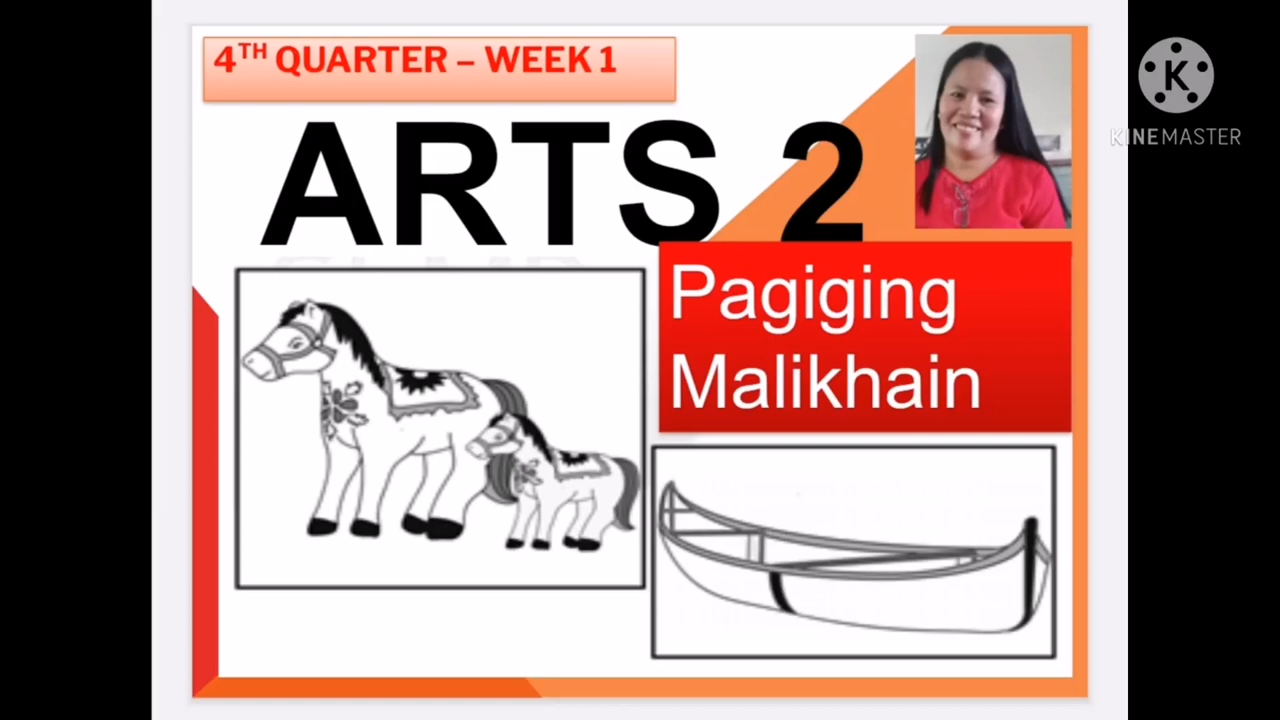 4TH QUARTER – WEEK 1
ARTS 2
Pagiging
Malikhain
K
KINEMASTER